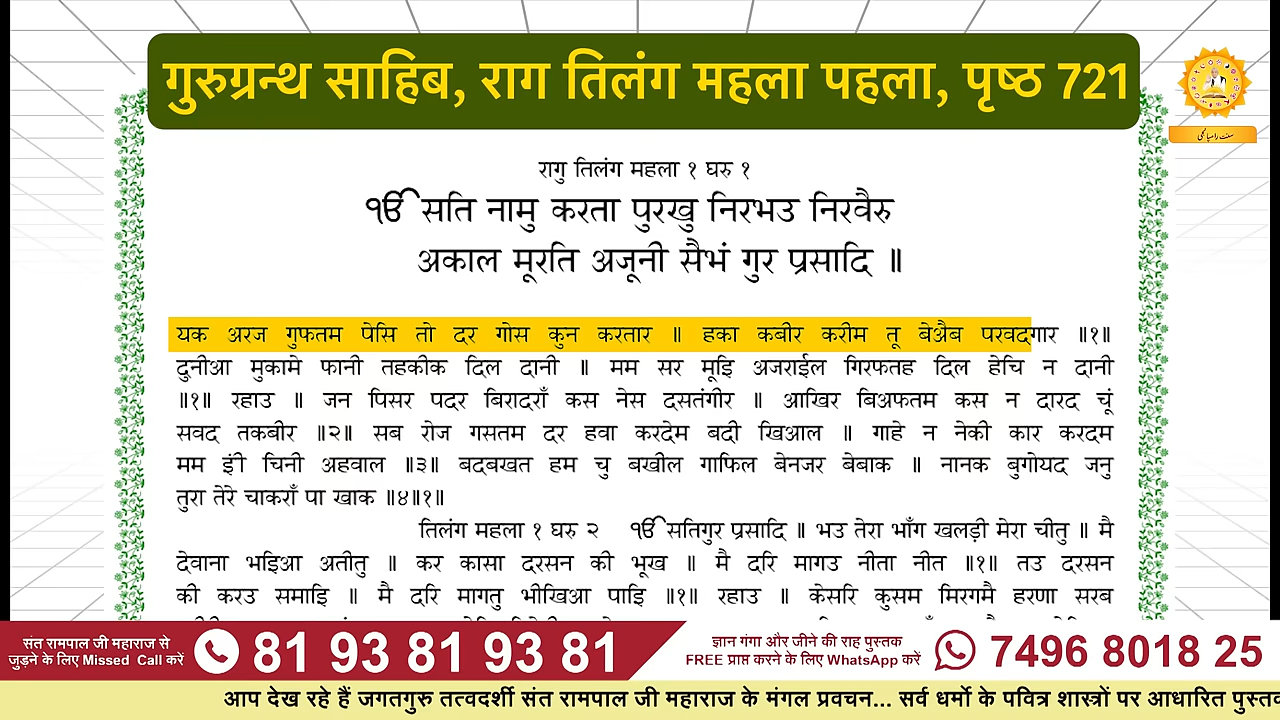 गुरुग्रन्थ साहिब, राग तिलंग महला पहला, पृष्ठ 721
रागु तिलंग महला १ घरु १
ੴ सति नामु करता पुरखु निरभउ निरवैरु
अकाल मूरति अजूनी सैभं गुर प्रसादि ॥
यक अरज गुफतम पेसि तो दर गोस कुन करतार ॥ हका कबीर करीम तू बेअैब परवदगार ॥१॥
दुनीआ मुकामे फानी तहकीक दिल दानी ॥ मम सर मूइ अजराईल गिरफतह दिल हेचि न दानी
॥१॥ रहाउ ॥ जन पिसर पदर बिरादराँ कस नेस दसतंगीर ॥ आखिर बिअफतम कस न दारद चूं
सवद तकबीर ॥२॥ सब रोज गसतम दर हवा करदेम बदी खिआल ॥ गाहे न नेकी कार करदम
मम इीं चिनी अहवाल ॥३॥ बदबखत हम चु बखील गाफिल बेनजर बेबाक ॥ नानक बुगोयद जनु
तुरा तेरे चाकराँ पा खाक ॥४॥१॥
तिलंग महला १ घरु २ ੴ सतिगुर प्रसादि ॥ भउ तेरा भाँग खलड़ी मेरा चीतु ॥ मै
देवाना भइआ अतीतु ॥ कर कासा दरसन की भूख ॥ मै दरि मागउ नीता नीत ॥१॥ तउ दरसन
की करउ समाइ ॥ मै दरि मागतु भीखिआ पाइ ॥१॥ रहाउ ॥ केसरि कुसम मिरगमै हरणा सरब
संत रामपाल जी महाराज से
जुड़ने के लिए Missed Call करें
81 93 81 93 81
ज्ञान गंगा और जीने की राह पुस्तक
FREE प्राप्त करने के लिए WhatsApp करें
7496 8018 25
आप देख रहे हैं जगतगुरु तत्वदर्शी संत रामपाल जी महाराज के मंगल प्रवचन... सर्व धर्मो के पवित्र शास्त्रों पर आधारित